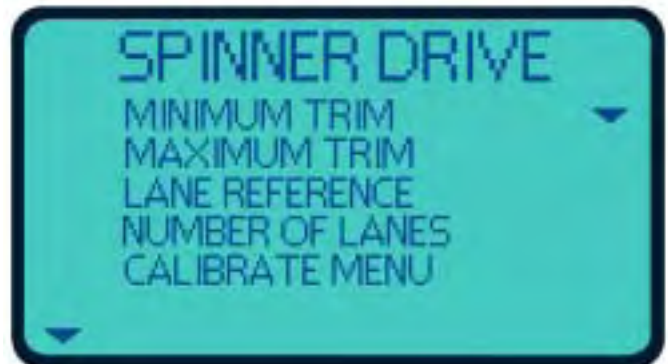 SPINNER DRIVE
MINIMUM TRIM
MAXIMUM TRIM
LANE REFERENCE
NUMBER OF LANES
CALIBRATE MENU